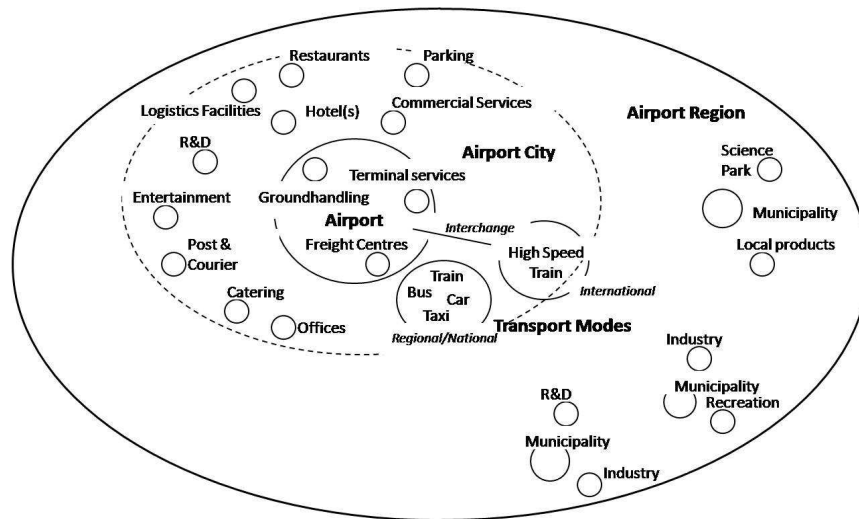 Restaurants
Parking
Logistics Facilities
Hotel(s)
Commercial Services
Airport Region
R&D
Airport City
Science
Park
Terminal services
Entertainment
Groundhandling
Municipality
Airport
Interchange
Post &
Courier
Freight Centres
High Speed
Train
Local products
Train
Bus
Car
Taxi
International
Catering
Offices
Regional/National
Transport Modes
Industry
R&D
Municipality
Recreation
Municipality
Industry